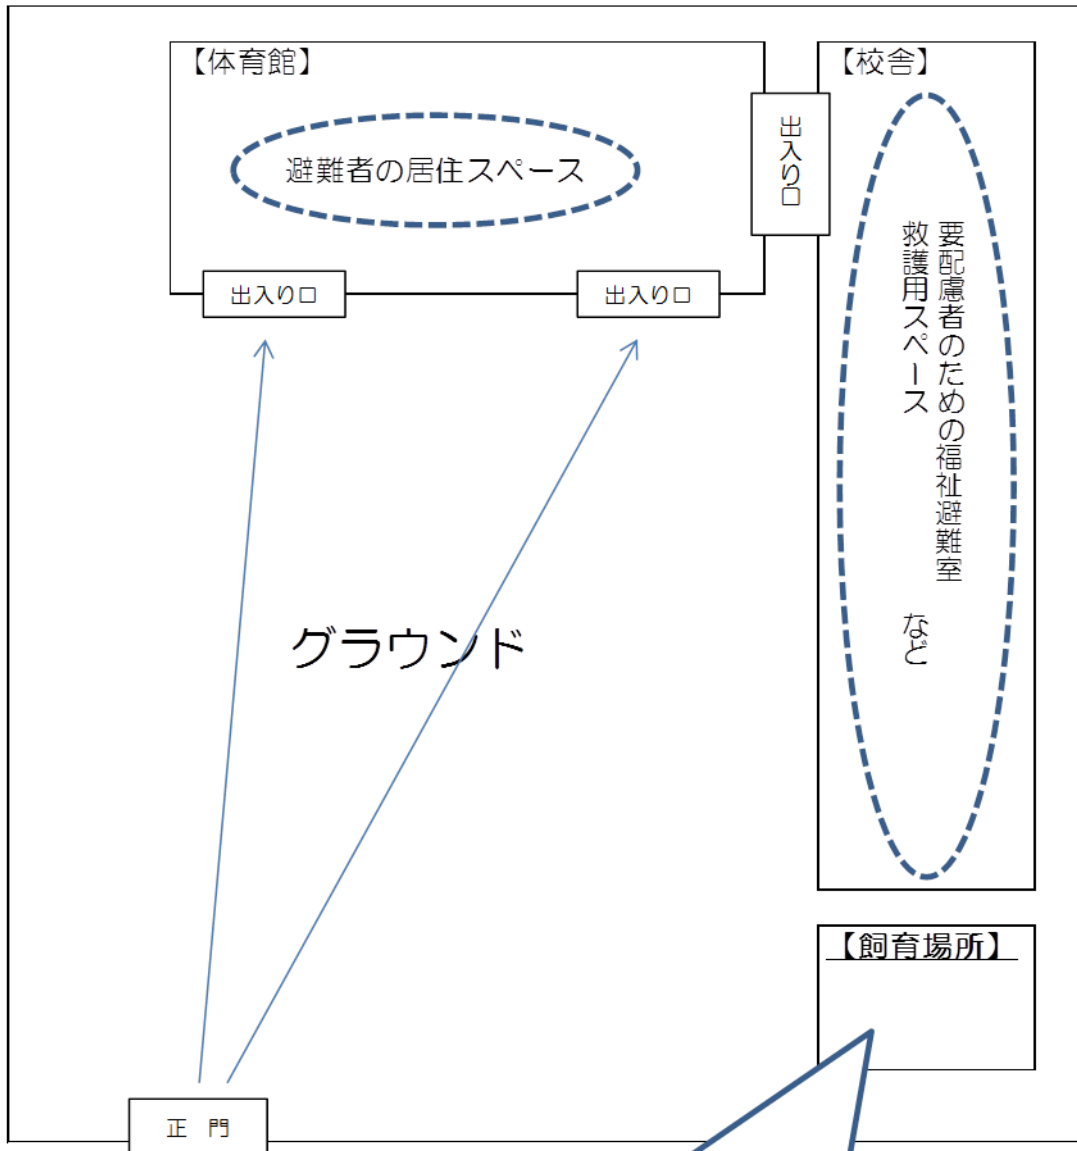 【体育館】
避難者の居住スペース
出入り口
出入り口
出入り口
【校舎】
要配慮者のための福祉避難室
救護用スペース　など
グラウンド
【飼育場所】
正　門